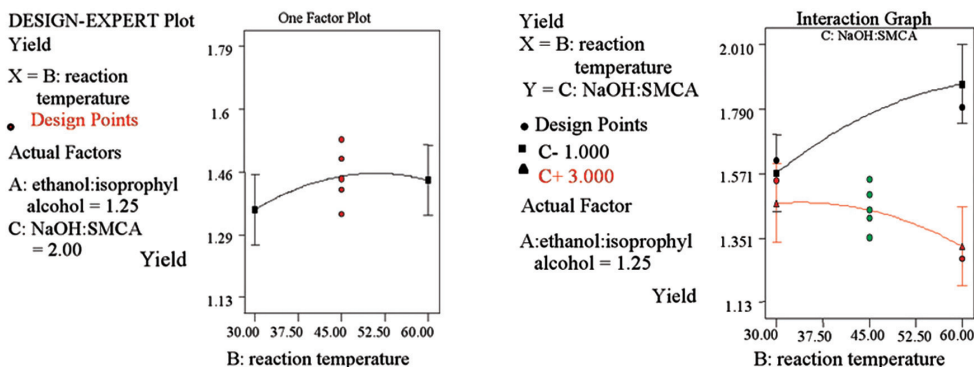 DESIGN-EXPERT Plot
Yield
X = B: reaction
temperature
Design Points
Actual Factors
A: ethanol:isoprophyl
alcohol = 1.25
C: NaOH:SMCA
= 2.00
Yield
One Factor Plot
1.79
1.6
1.46
1.29
1.13
30.00 37.50 45.00 52.50 60.00
B: reaction temperature
Yield
X = B: reaction
temperature
Y = C: NaOH:SMCA
Design Points
C- 1.000
C+ 3.000
Actual Factor
A:ethanol:isoprophyl
alcohol = 1.25
Yield
Interaction Graph
C: NaOH:SMCA
2.010
1.790
1.571
1.351
1.13
30.00 37.50 45.00 52.50 60.00
B: reaction temperature